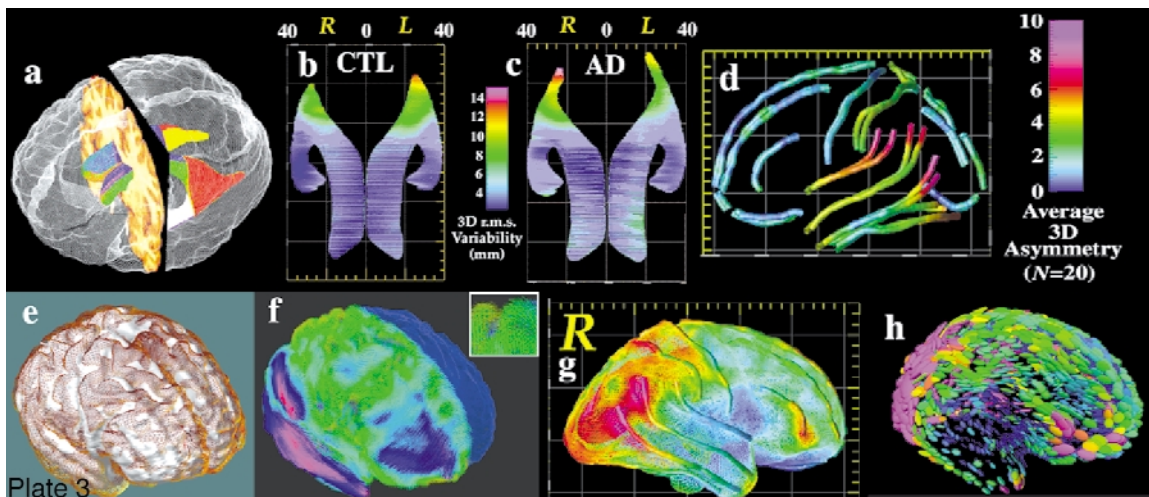 a
b
CTL
40 R 0 L 40
c
AD
40 R 0 L 40
14
12
10
8
6
4
3D r.m.s.
Variability
(mm)
d
10
8
6
4
2
0
Average
3D
Asymmetry
(N=20)
e
f
R
g
h
Plate 3